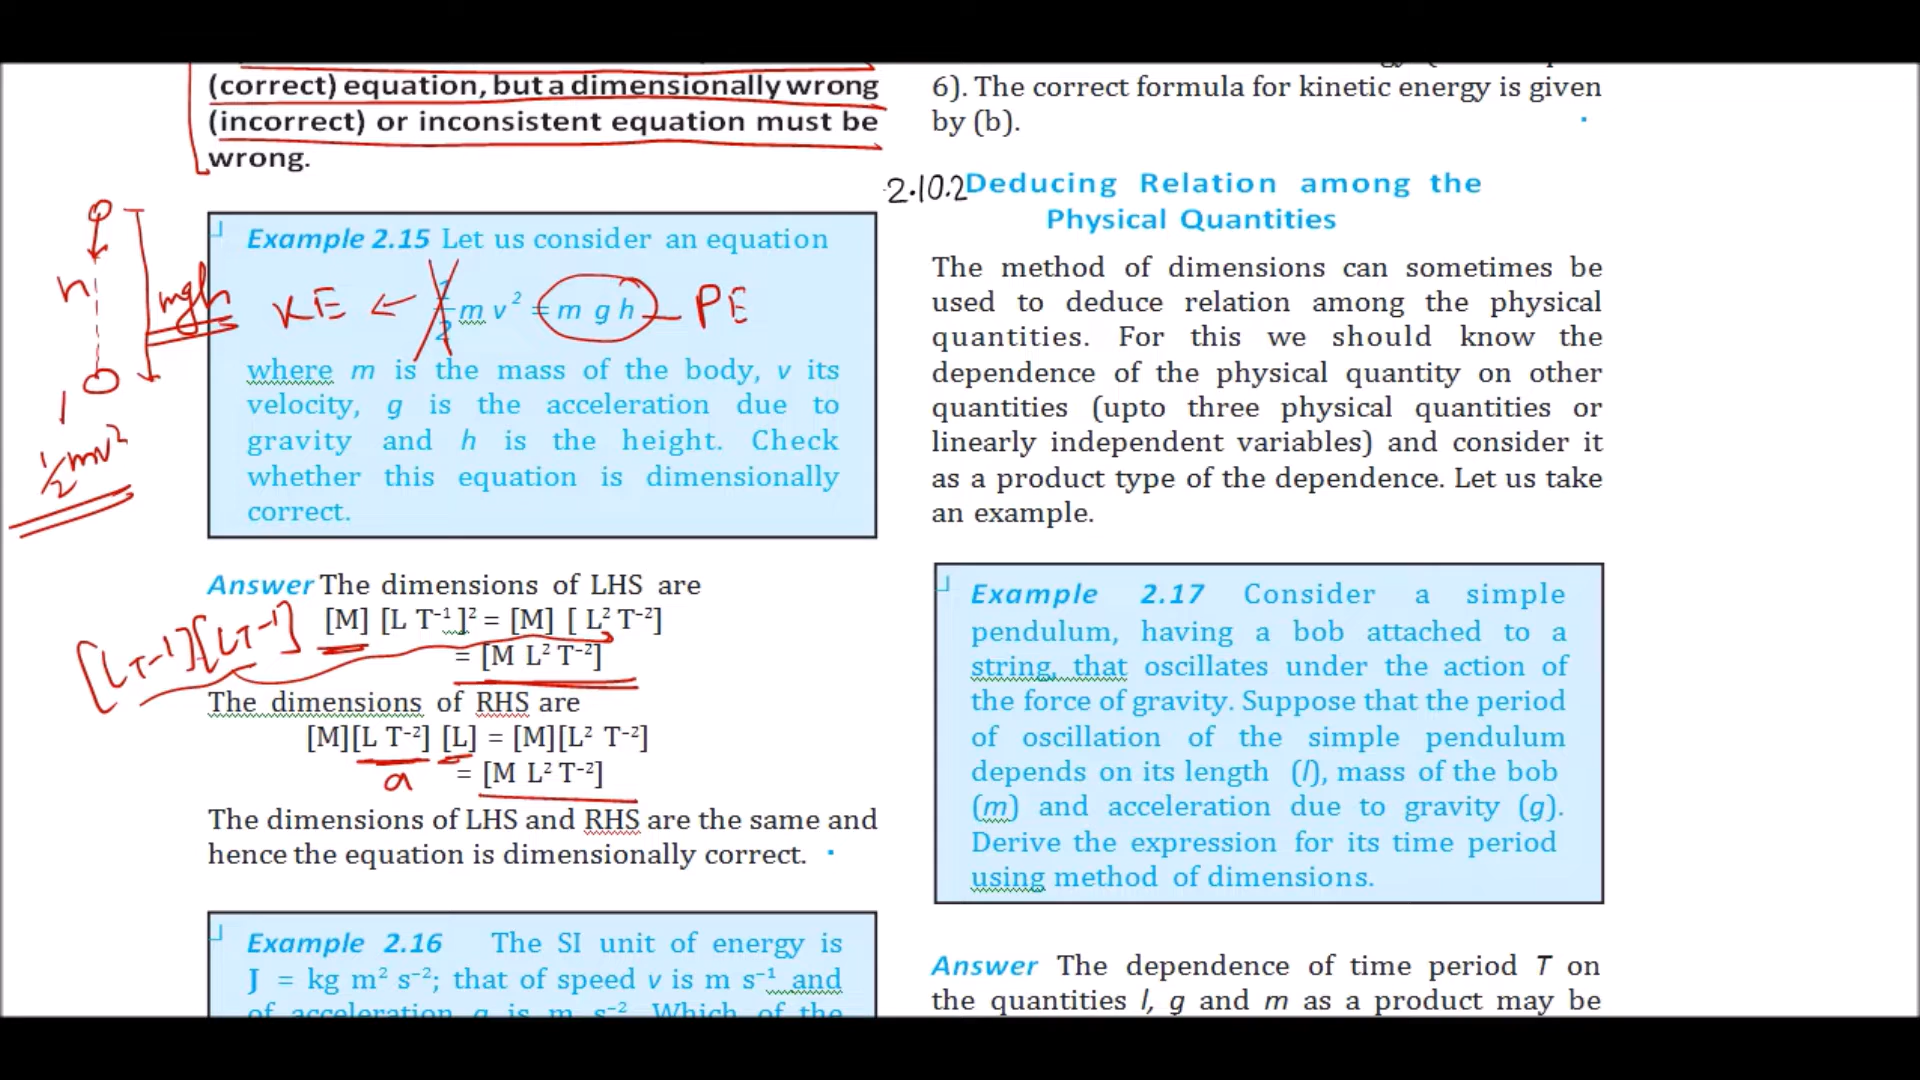 (correct) equation, but a dimensionally wrong
(incorrect) or inconsistent equation must be
wrong.
h
mgh
1/2 mv²
Example 2.15 Let us consider an equation
KE ← 1/2 m v² = m g h – PE
where m is the mass of the body, v its
velocity, g is the acceleration due to
gravity and h is the height. Check
whether this equation is dimensionally
correct.
Answer The dimensions of LHS are
[M] [L T⁻¹]² = [M] [ L² T⁻²]
[LT-1][LT-1]
= [M L² T⁻²]
The dimensions of RHS are
[M][L T⁻²] [L] = [M][L² T⁻²]
a
= [M L² T⁻²]
The dimensions of LHS and RHS are the same and
hence the equation is dimensionally correct.
Example 2.16 The SI unit of energy is
J = kg m² s⁻²; that of speed v is m s⁻¹ and
of acceleration a is m s⁻². Which of the
6). The correct formula for kinetic energy is given
by (b).
2.10.2 Deducing Relation among the
Physical Quantities
The method of dimensions can sometimes be
used to deduce relation among the physical
quantities. For this we should know the
dependence of the physical quantity on other
quantities (upto three physical quantities or
linearly independent variables) and consider it
as a product type of the dependence. Let us take
an example.
Example 2.17 Consider a simple
pendulum, having a bob attached to a
string, that oscillates under the action of
the force of gravity. Suppose that the period
of oscillation of the simple pendulum
depends on its length (l), mass of the bob
(m) and acceleration due to gravity (g).
Derive the expression for its time period
using method of dimensions.
Answer The dependence of time period T on
the quantities l, g and m as a product may be